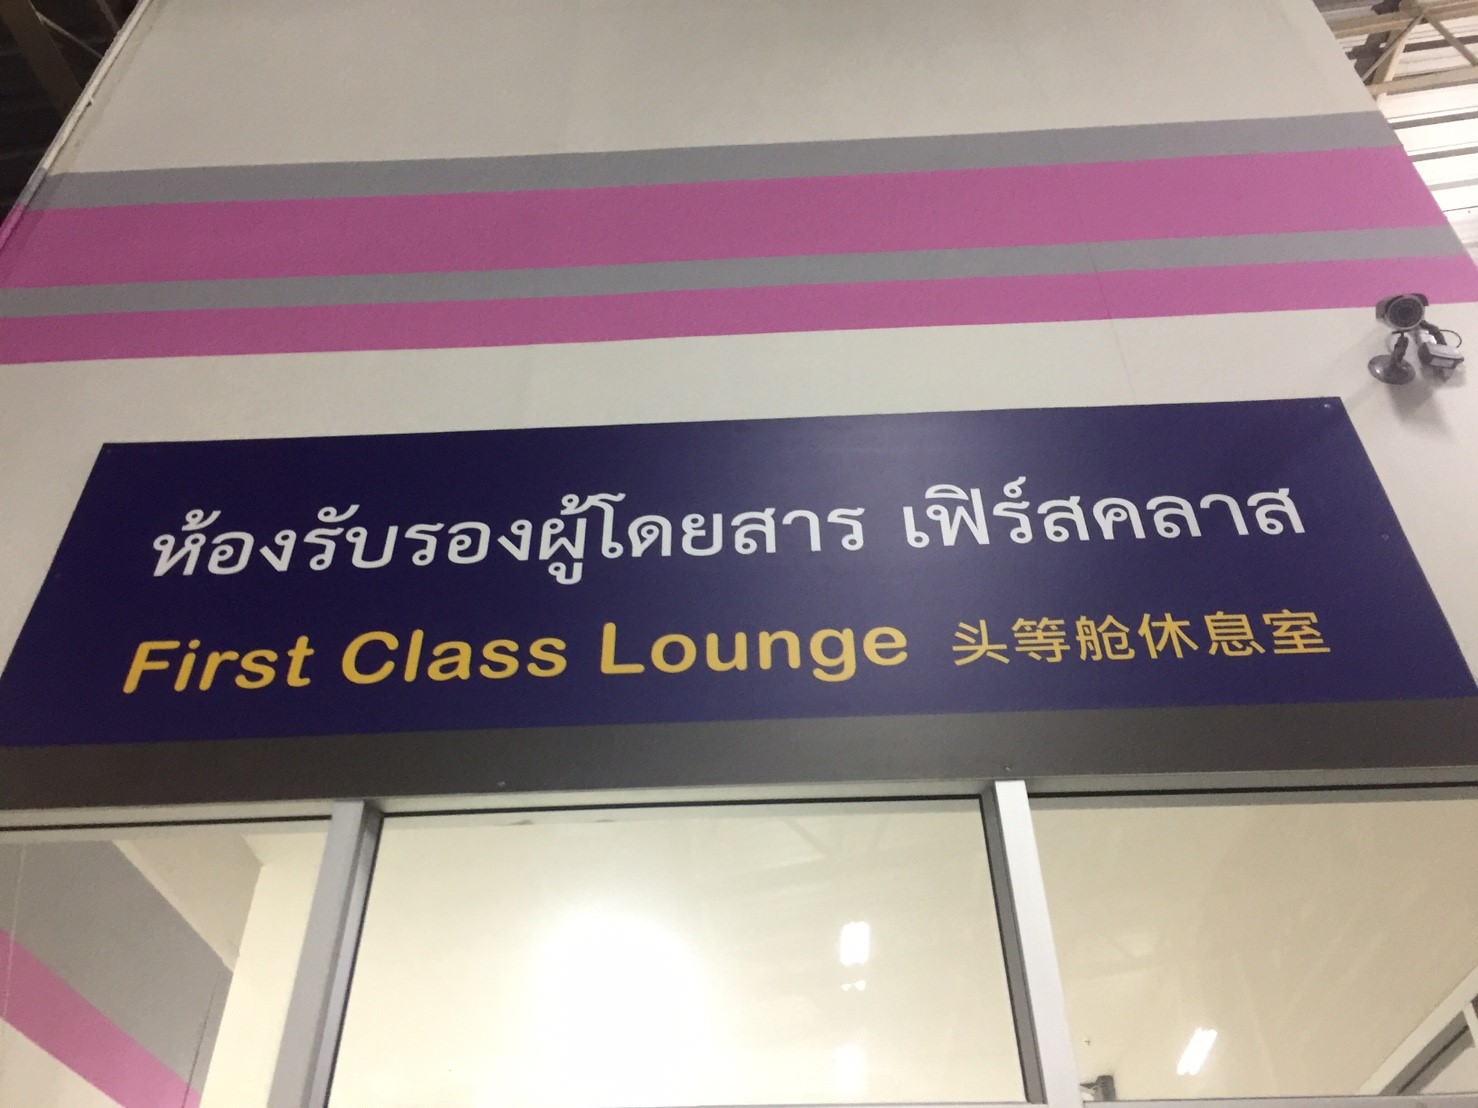 ห้องรับรองผู้โดยสาร เฟิร์สคลาส
First Class Lounge 头等舱休息室